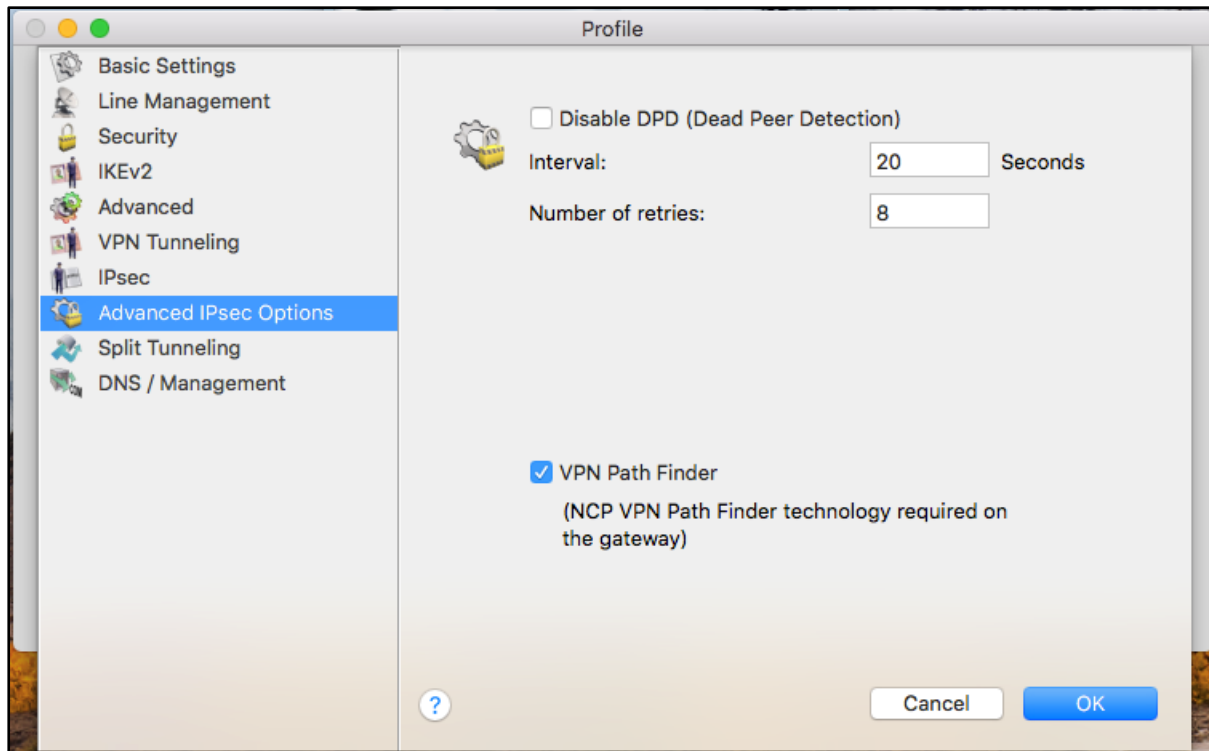 Profile
Basic Settings
Line Management
Security
IKEv2
Advanced
VPN Tunneling
IPsec
Advanced IPsec Options
Split Tunneling
DNS / Management
Disable DPD (Dead Peer Detection)
Interval: 20 Seconds
Number of retries: 8
VPN Path Finder
(NCP VPN Path Finder technology required on
the gateway)
? Cancel OK